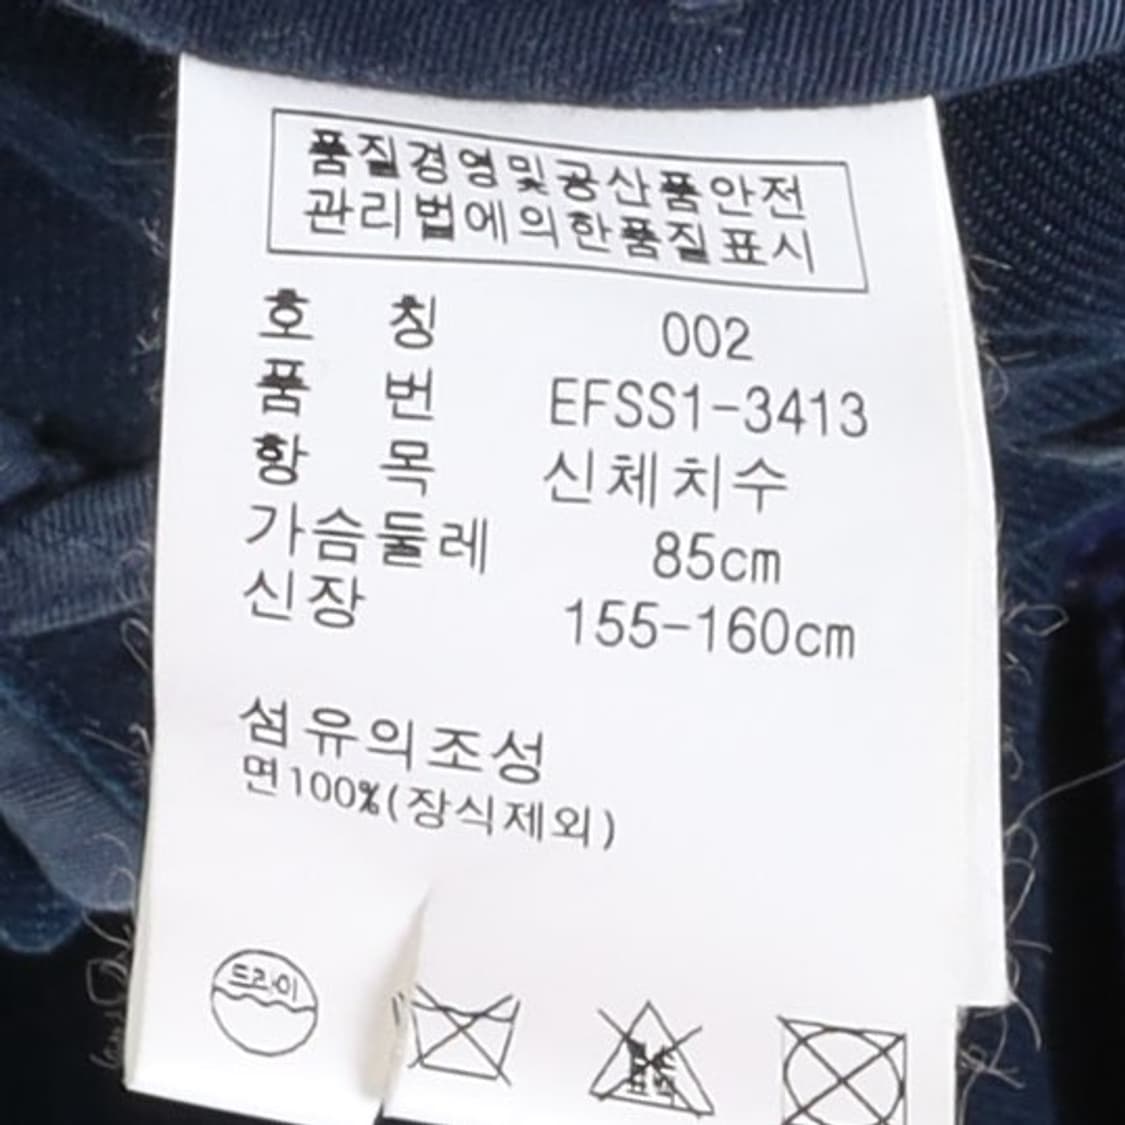 품질경영및공산품안전
관리법에의한품질표시
호 칭 002
품 번 EFSS1-3413
항 목 신체치수
가슴둘레 85cm
신장 155-160cm
섬유의조성
면100%(장식제외)
드라이